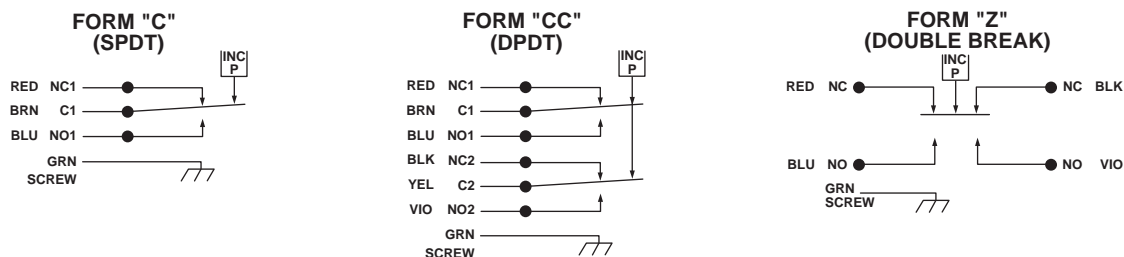 FORM "C"
(SPDT)
INC
P
RED NC1
BRN C1
BLU NO1
GRN
SCREW
FORM "CC"
(DPDT)
INC
P
RED NC1
BRN C1
BLU NO1
BLK NC2
YEL C2
VIO NO2
GRN
SCREW
FORM "Z"
(DOUBLE BREAK)
INC
P
RED NC
NC BLK
BLU NO
NO VIO
GRN
SCREW